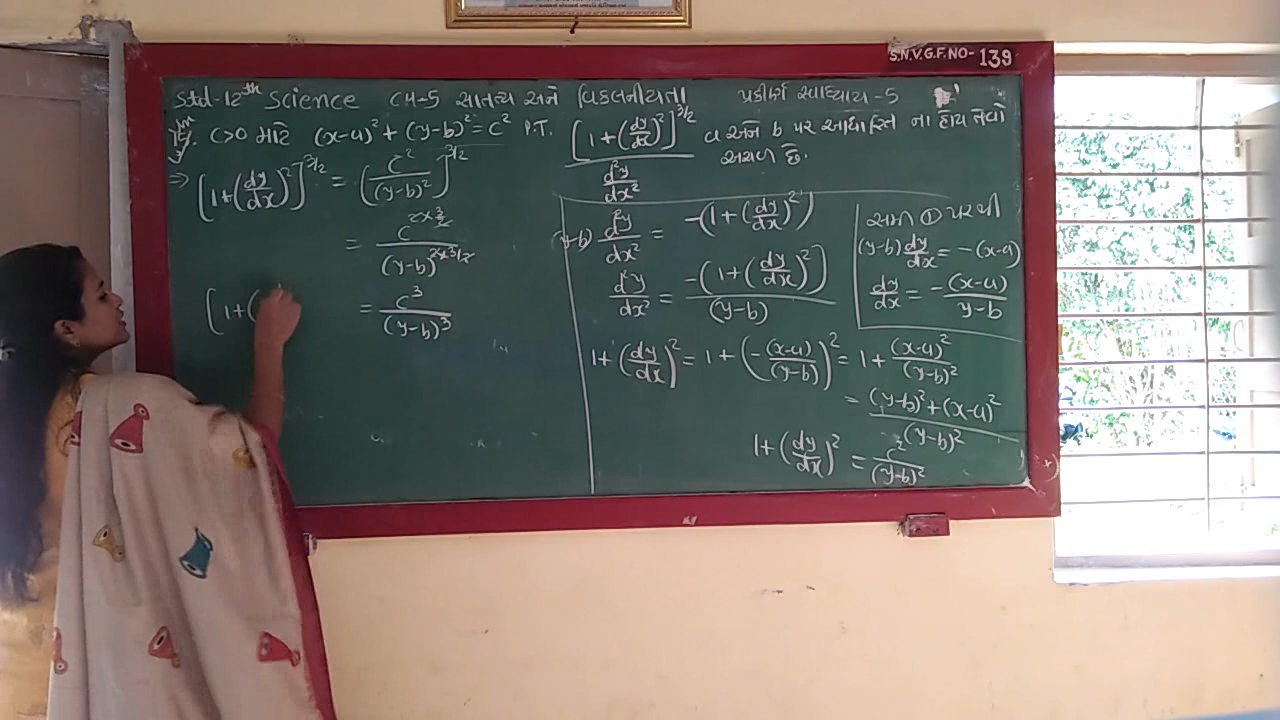 S.N.V.G.F.NO- 139
Std-12th Science CH-5 સાતત્ય અને વિકલનીયતા પ્રકીર્ણ સ્વાધ્યાય-5
15. C>0 માટે (x-a)² + (y-b)² = c² P.T. [1+(dy/dx)²]^3/2 / d²y/dx² a અને b પર આધારિત ના હોય તેવો
અચળ છે.
⇒ [1+(dy/dx)²]^3/2 = [c²/(y-b)²]^3/2
= c^2×3/2 / (y-b)^2×3/2
[1+( = c³/(y-b)³
(y-b) d²y/dx² = -(1+(dy/dx)²)
d²y/dx² = -(1+(dy/dx)²)/(y-b)
સમી ① પરથી
(y-b) dy/dx = -(x-a)
dy/dx = -(x-a)/y-b
1+(dy/dx)² = 1+(-(x-a)/(y-b))² = 1+(x-a)²/(y-b)²
= (y-b)²+(x-a)²/(y-b)²
1+(dy/dx)² = c²/(y-b)²